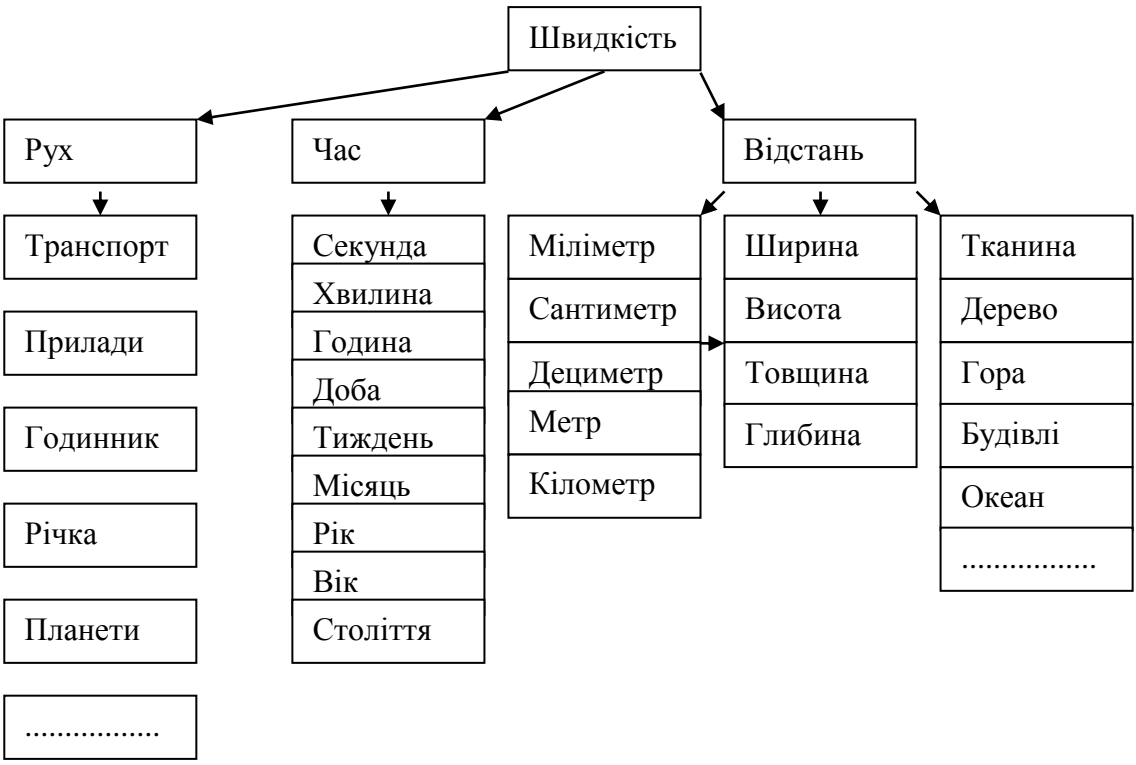 Швидкість
Рух
Час
Відстань
Транспорт
Прилади
Годинник
Річка
Планети
.................
Секунда
Хвилина
Година
Доба
Тиждень
Місяць
Рік
Вік
Століття
Міліметр
Сантиметр
Дециметр
Метр
Кілометр
Ширина
Висота
Товщина
Глибина
Тканина
Дерево
Гора
Будівлі
Океан
.................